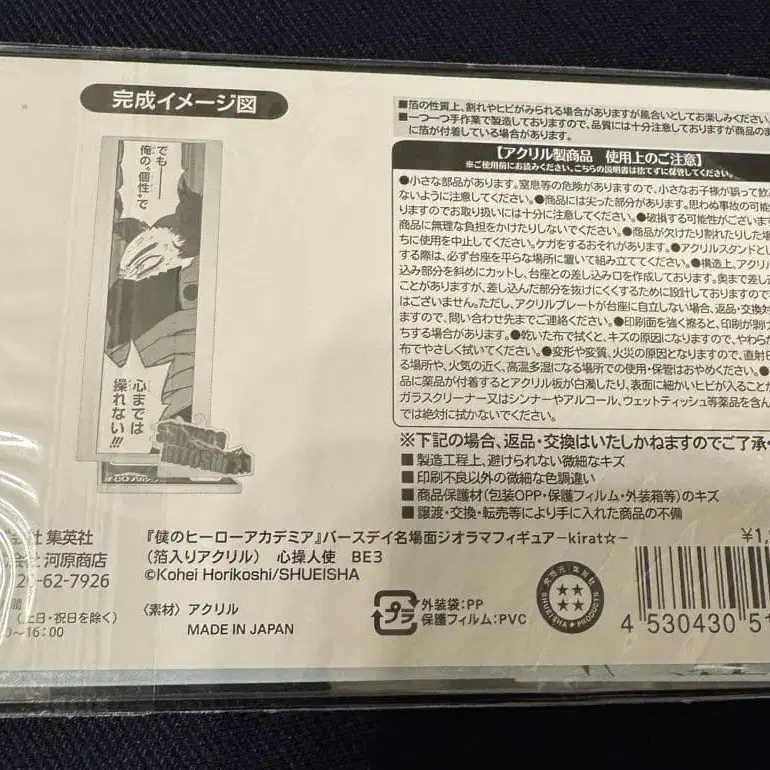 完成イメージ図
でも――
俺の“個性”で
心までは
操れない!!!
■箔の性質上、割れやヒビがみられる場合がありますが風合いとしてお楽しみください。
■一つ一つ手作業で製造しておりますので、品質には十分注意しておりますが商品のま
に箔が付着している場合があります。
【アクリル製商品 使用上のご注意】
※ご使用前にお読みください。こちらの説明書は捨てずに保管してください。
●小さな部品があります。窒息等の危険がありますので、小さなお子様が誤って飲
ないように注意してください。●商品には尖った部分があります。思わぬ事故の可能
りますのでお取り扱いには十分に注意してください。●破損する可能性がございま
商品に無理な負担をかけたりしないでください。●商品が欠けたり割れたりした場
ちに使用を中止してください。ケガをするおそれがあります。●アクリルスタンドとし
する際は、必ず台座を平らな場所に置いて組み立ててください。●構造上、アクリ
込み部分を斜めにカットし、台座との差し込み口を作成しております。奥まで差し
ことがありますが、差し込んだ部分を抜けにくくするために設計しておりますので
はございません。ただし、アクリルプレートが台座に自立しない場合、返品・交換対
ますので、問い合わせ先までご連絡ください。●印刷面を強く擦ると、印刷が剥が
ちする場合があります。●乾いた布で拭くと、キズの原因になりますので、やわら
布でやさしく拭いてください。●変形や変質、火災の原因となりますので、直射日
る場所や、火気の近く、高温多湿になる場所での使用・保管はおやめください。●
品に薬品が付着するとアクリル板が白濁したり、表面に細かいヒビが入ることが
ガラスクリーナー又はシンナーやアルコール、ウェットティッシュ等薬品を含ん
では絶対に拭かないでください。
※下記の場合、返品・交換はいたしかねますのでご了承く
■製造工程上、避けられない微細なキズ
■印刷不良以外の微細な色調違い
■商品保護材(包装OPP・保護フィルム・外装箱等)のキズ
■譲渡・交換・転売等により手に入れた商品の不備
会社 集英社
会社 河原商店
120-62-7926
時間
(土日・祝日を除く)
0～16:00
『僕のヒーローアカデミア』バースデイ名場面ジオラマフィギュアーkirat☆ー
(箔入りアクリル) 心操人使 BE3
©Kohei Horikoshi/SHUEISHA
〈素材〉アクリル
MADE IN JAPAN
プラ
外装袋:PP
保護フィルム:PVC
SHUEISHA PRODUCTS
¥1,
4 530430 51